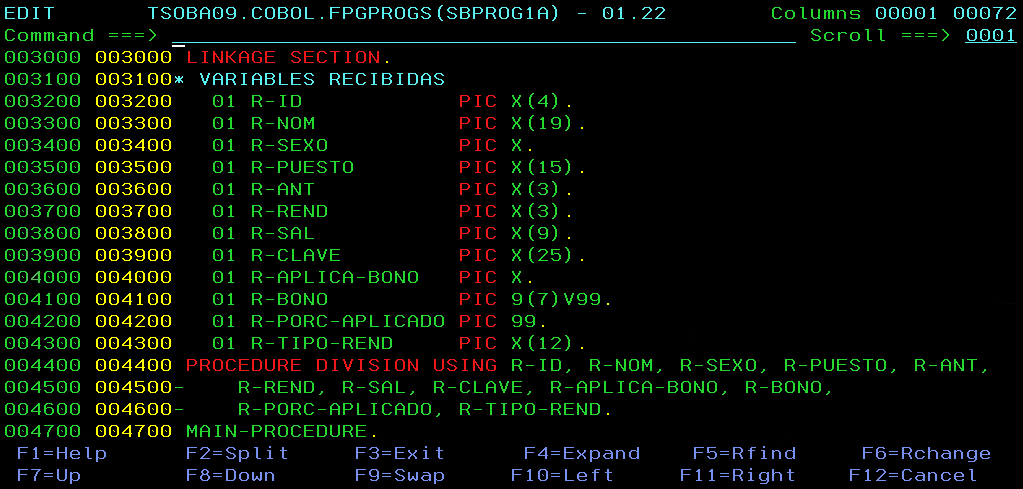 EDIT       TSOBA09.COBOL.FPGPROGS(SBPROG1A) - 01.22        Columns 00001 00072
Command ===>                                                  Scroll ===> 0001
003000 003000 LINKAGE SECTION.
003100 003100* VARIABLES RECIBIDAS
003200 003200   01 R-ID            PIC X(4).
003300 003300   01 R-NOM           PIC X(19).
003400 003400   01 R-SEXO          PIC X.
003500 003500   01 R-PUESTO        PIC X(15).
003600 003600   01 R-ANT           PIC X(3).
003700 003700   01 R-REND          PIC X(3).
003800 003800   01 R-SAL           PIC X(9).
003900 003900   01 R-CLAVE         PIC X(25).
004000 004000   01 R-APLICA-BONO   PIC X.
004100 004100   01 R-BONO          PIC 9(7)V99.
004200 004200   01 R-PORC-APLICADO PIC 99.
004300 004300   01 R-TIPO-REND     PIC X(12).
004400 004400 PROCEDURE DIVISION USING R-ID, R-NOM, R-SEXO, R-PUESTO, R-ANT,
004500 004500-    R-REND, R-SAL, R-CLAVE, R-APLICA-BONO, R-BONO,
004600 004600-    R-PORC-APLICADO, R-TIPO-REND.
004700 004700 MAIN-PROCEDURE.
F1=Help      F2=Split     F3=Exit      F4=Expand    F5=Rfind     F6=Rchange
F7=Up        F8=Down      F9=Swap     F10=Left     F11=Right    F12=Cancel